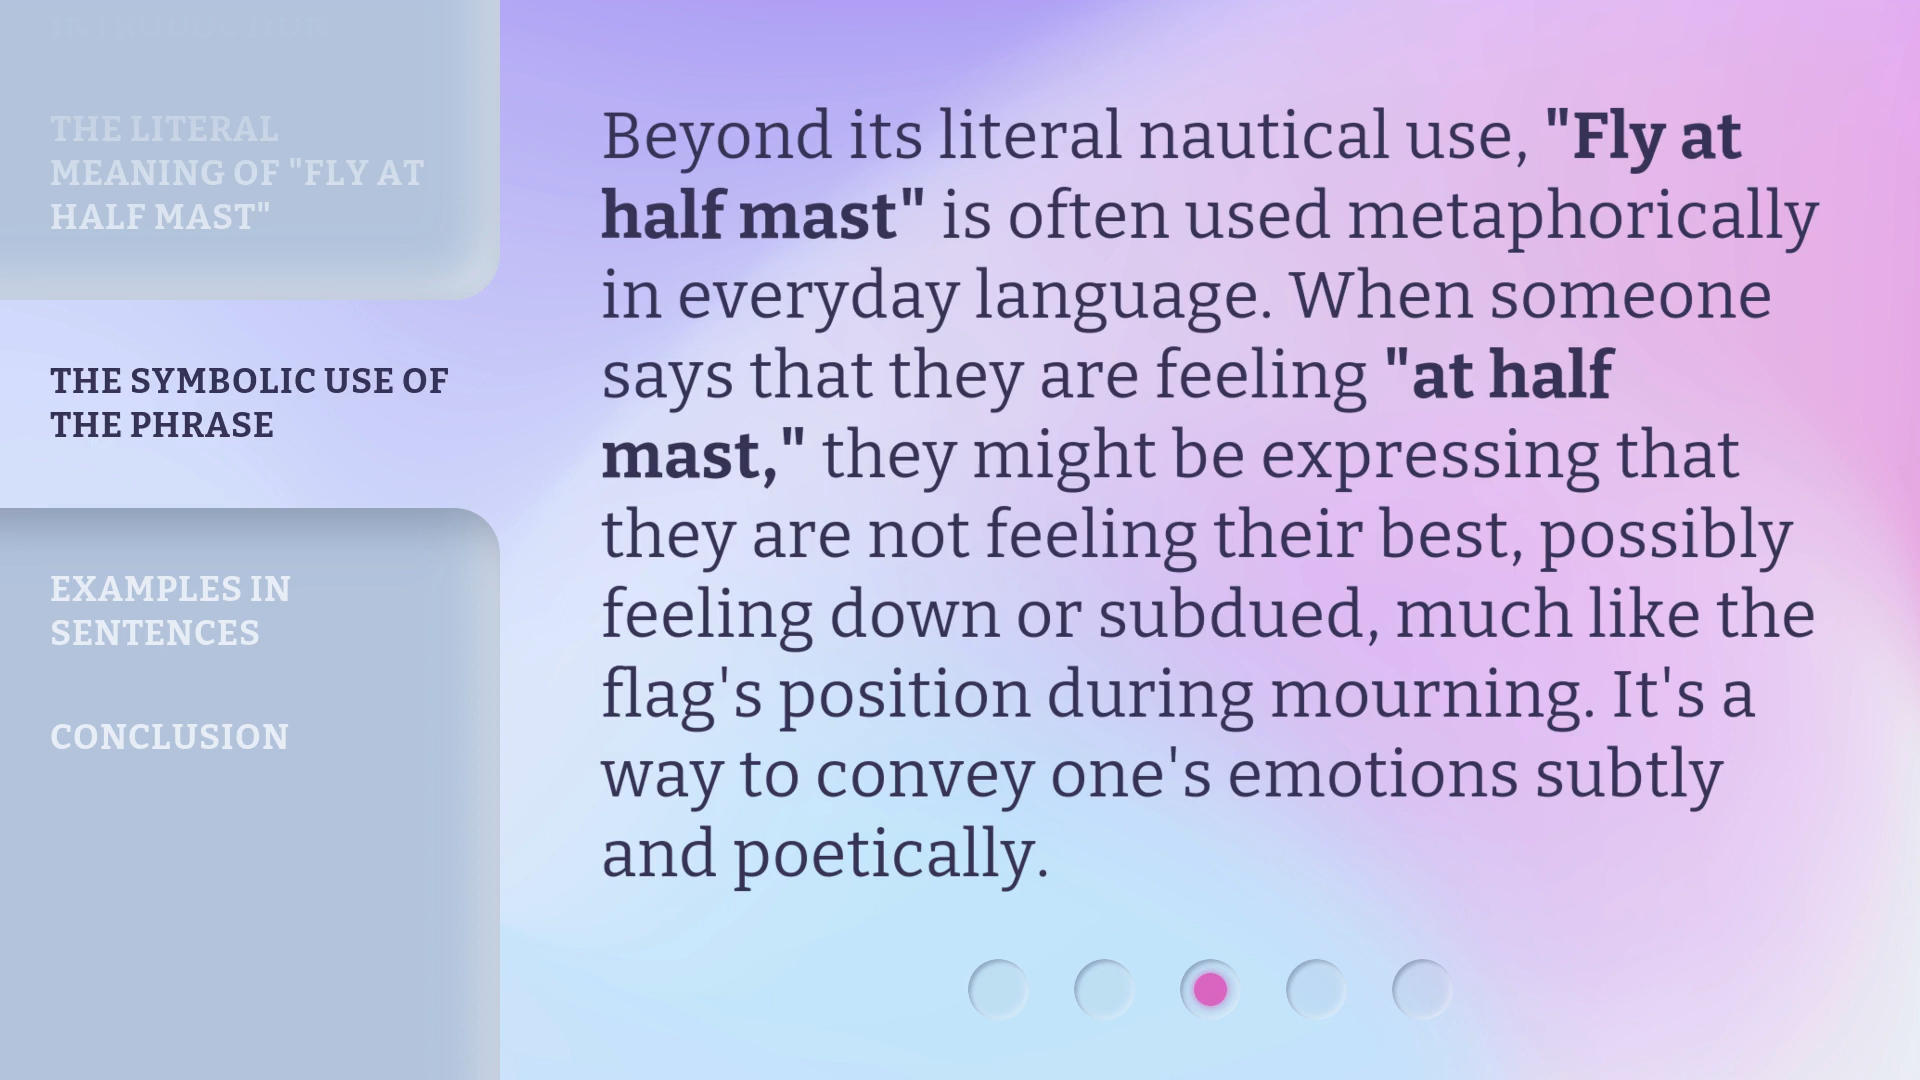 INTRODUCTION
THE LITERAL
MEANING OF "FLY AT
HALF MAST"
THE SYMBOLIC USE OF
THE PHRASE
EXAMPLES IN
SENTENCES
CONCLUSION
Beyond its literal nautical use, "Fly at
half mast" is often used metaphorically
in everyday language. When someone
says that they are feeling "at half
mast," they might be expressing that
they are not feeling their best, possibly
feeling down or subdued, much like the
flag's position during mourning. It's a
way to convey one's emotions subtly
and poetically.